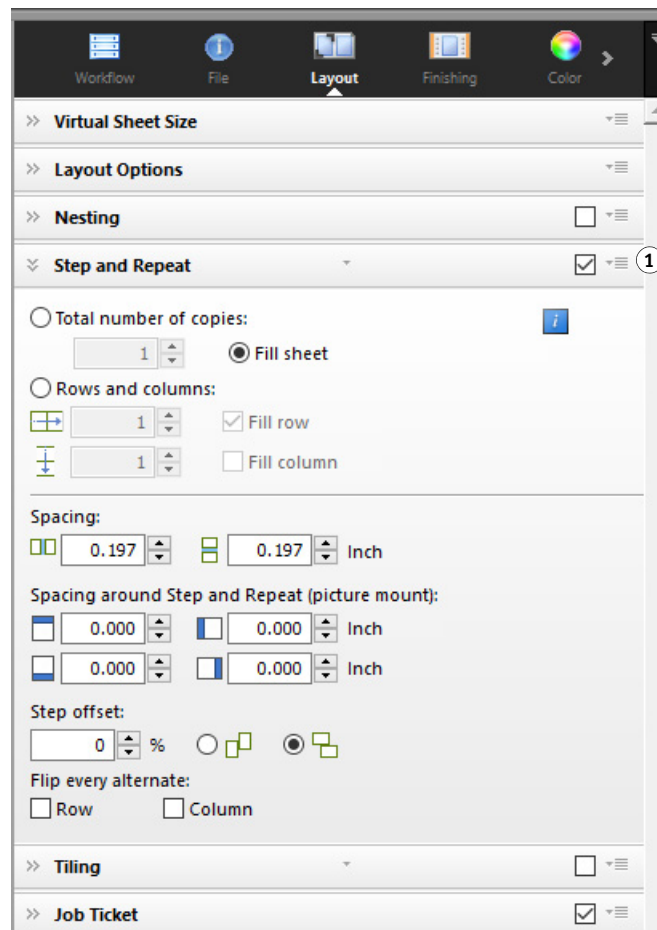 Workflow File Layout Finishing Color
Virtual Sheet Size
Layout Options
Nesting
Step and Repeat 1
Total number of copies: i
1 Fill sheet
Rows and columns:
1 Fill row
1 Fill column
Spacing:
0.197 0.197 Inch
Spacing around Step and Repeat (picture mount):
0.000 0.000 Inch
0.000 0.000 Inch
Step offset:
0 %
Flip every alternate:
Row Column
Tiling
Job Ticket